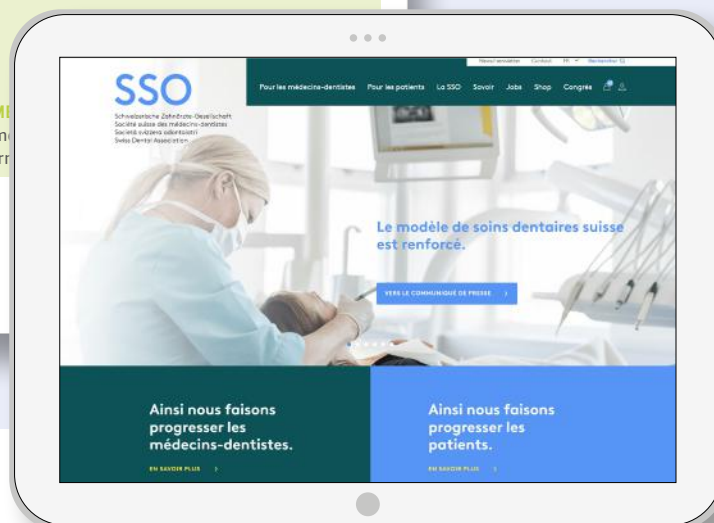 SSO
Schweizerische Zahnärzte-Gesellschaft
Société suisse des médecins-dentistes
Società svizzera odontoiatri
Swiss Dental Association
Contact FR Rechercher
Pour les médecins-dentistes Pour les patients La SSO Savoir Jobs Shop Congrès
Le modèle de soins dentaires suisse
est renforcé.
VERS LE COMMUNIQUÉ DE PRESSE
Ainsi nous faisons
progresser les
médecins-dentistes.
EN SAVOIR PLUS
Ainsi nous faisons
progresser les
patients.
EN SAVOIR PLUS